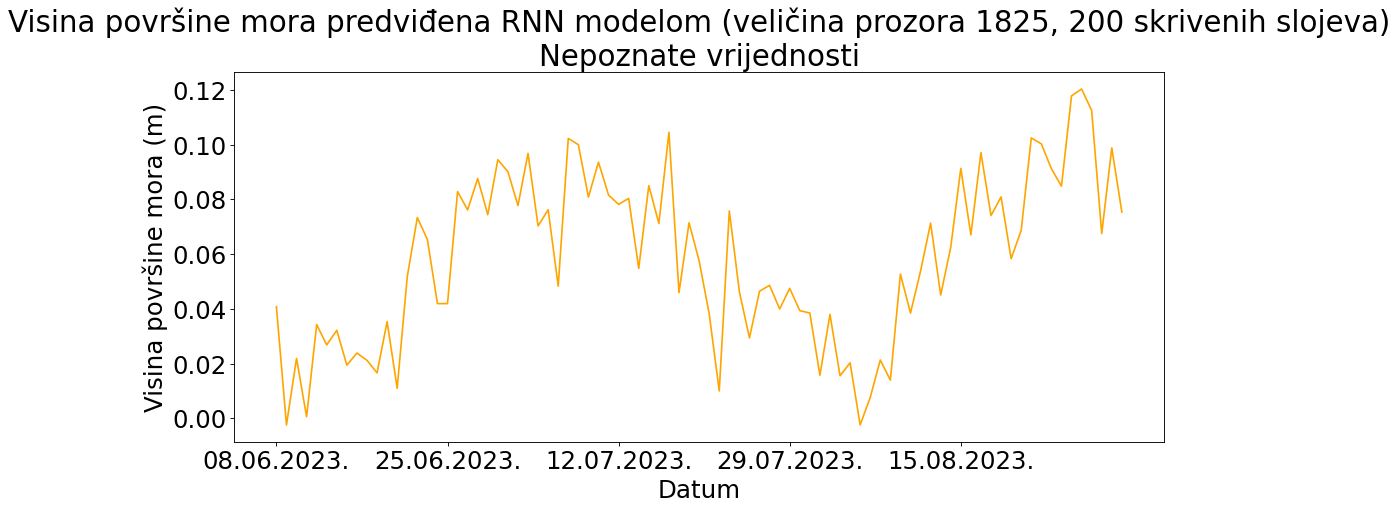 Visina površine mora predviđena RNN modelom (veličina prozora 1825, 200 skrivenih slojeva)
Nepoznate vrijednosti
Visina površine mora (m)
0.12
0.10
0.08
0.06
0.04
0.02
0.00
08.06.2023. 25.06.2023. 12.07.2023. 29.07.2023. 15.08.2023.
Datum